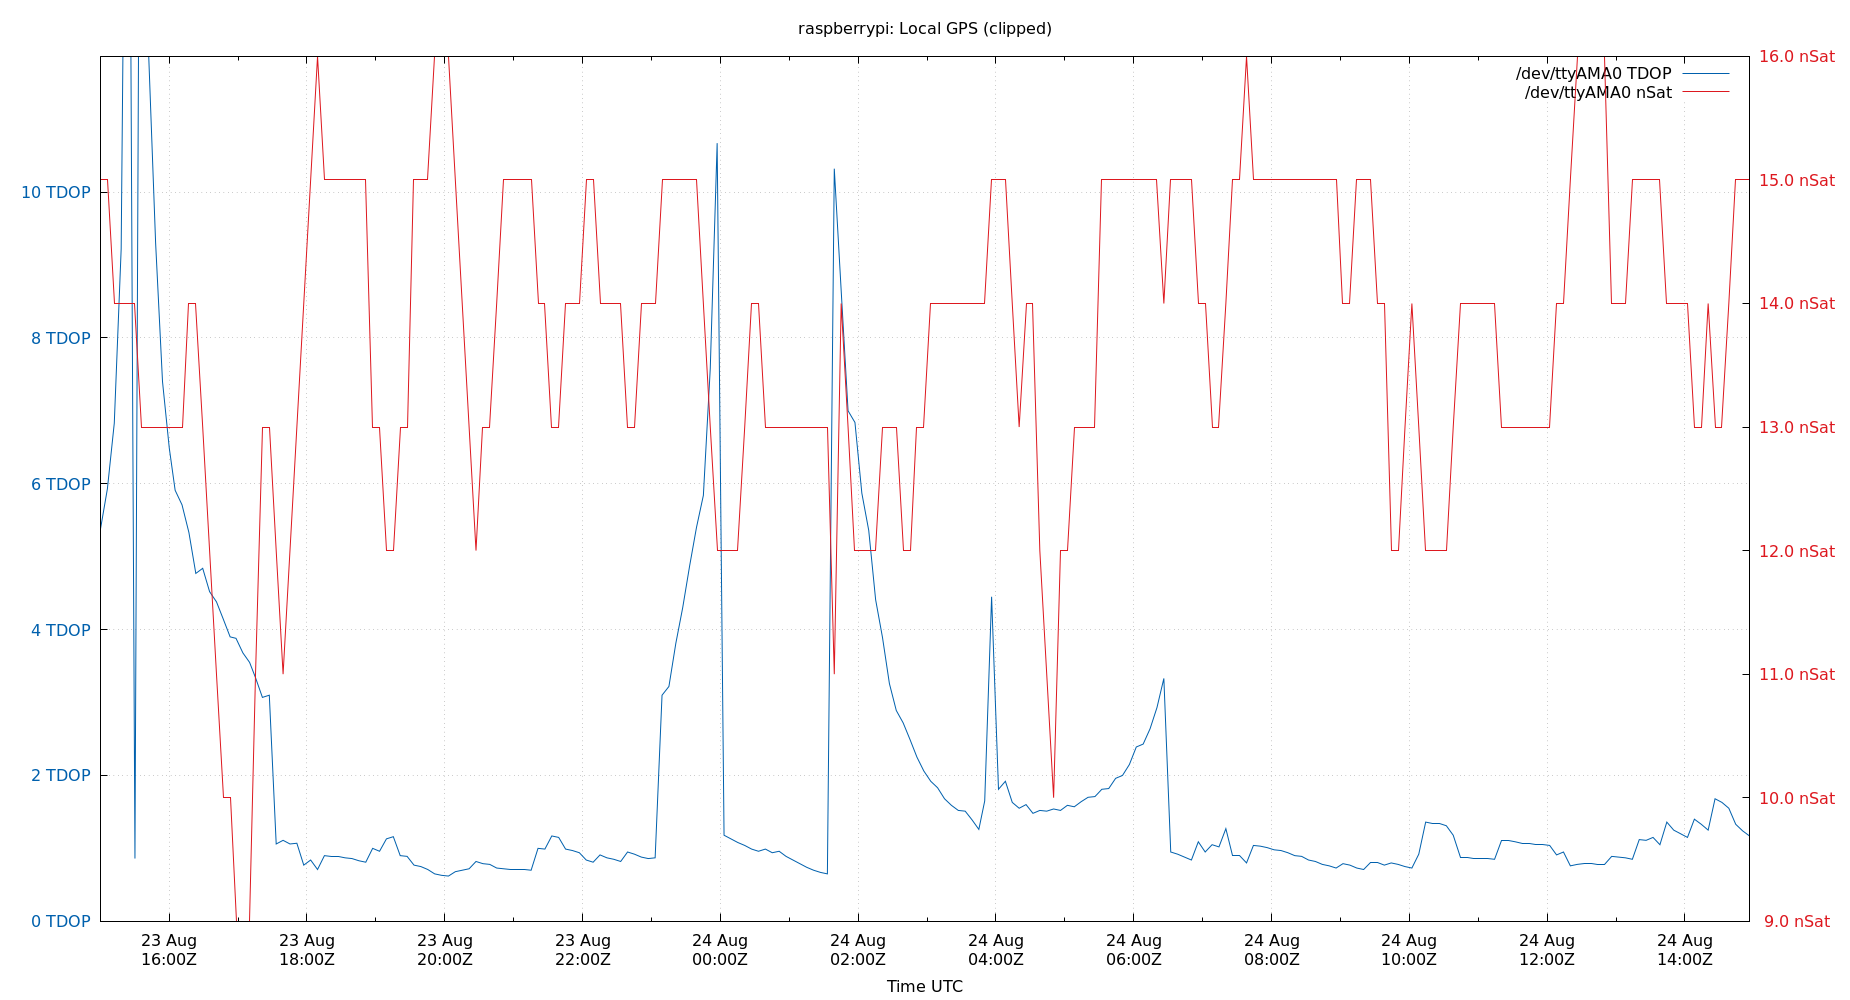 raspberrypi: Local GPS (clipped)
/dev/ttyAMA0 TDOP
/dev/ttyAMA0 nSat
10 TDOP
8 TDOP
6 TDOP
4 TDOP
2 TDOP
0 TDOP
16.0 nSat
15.0 nSat
14.0 nSat
13.0 nSat
12.0 nSat
11.0 nSat
10.0 nSat
9.0 nSat
23 Aug 23 Aug 23 Aug 23 Aug 24 Aug 24 Aug 24 Aug 24 Aug 24 Aug 24 Aug 24 Aug 24 Aug
16:00Z 18:00Z 20:00Z 22:00Z 00:00Z 02:00Z 04:00Z 06:00Z 08:00Z 10:00Z 12:00Z 14:00Z
Time UTC